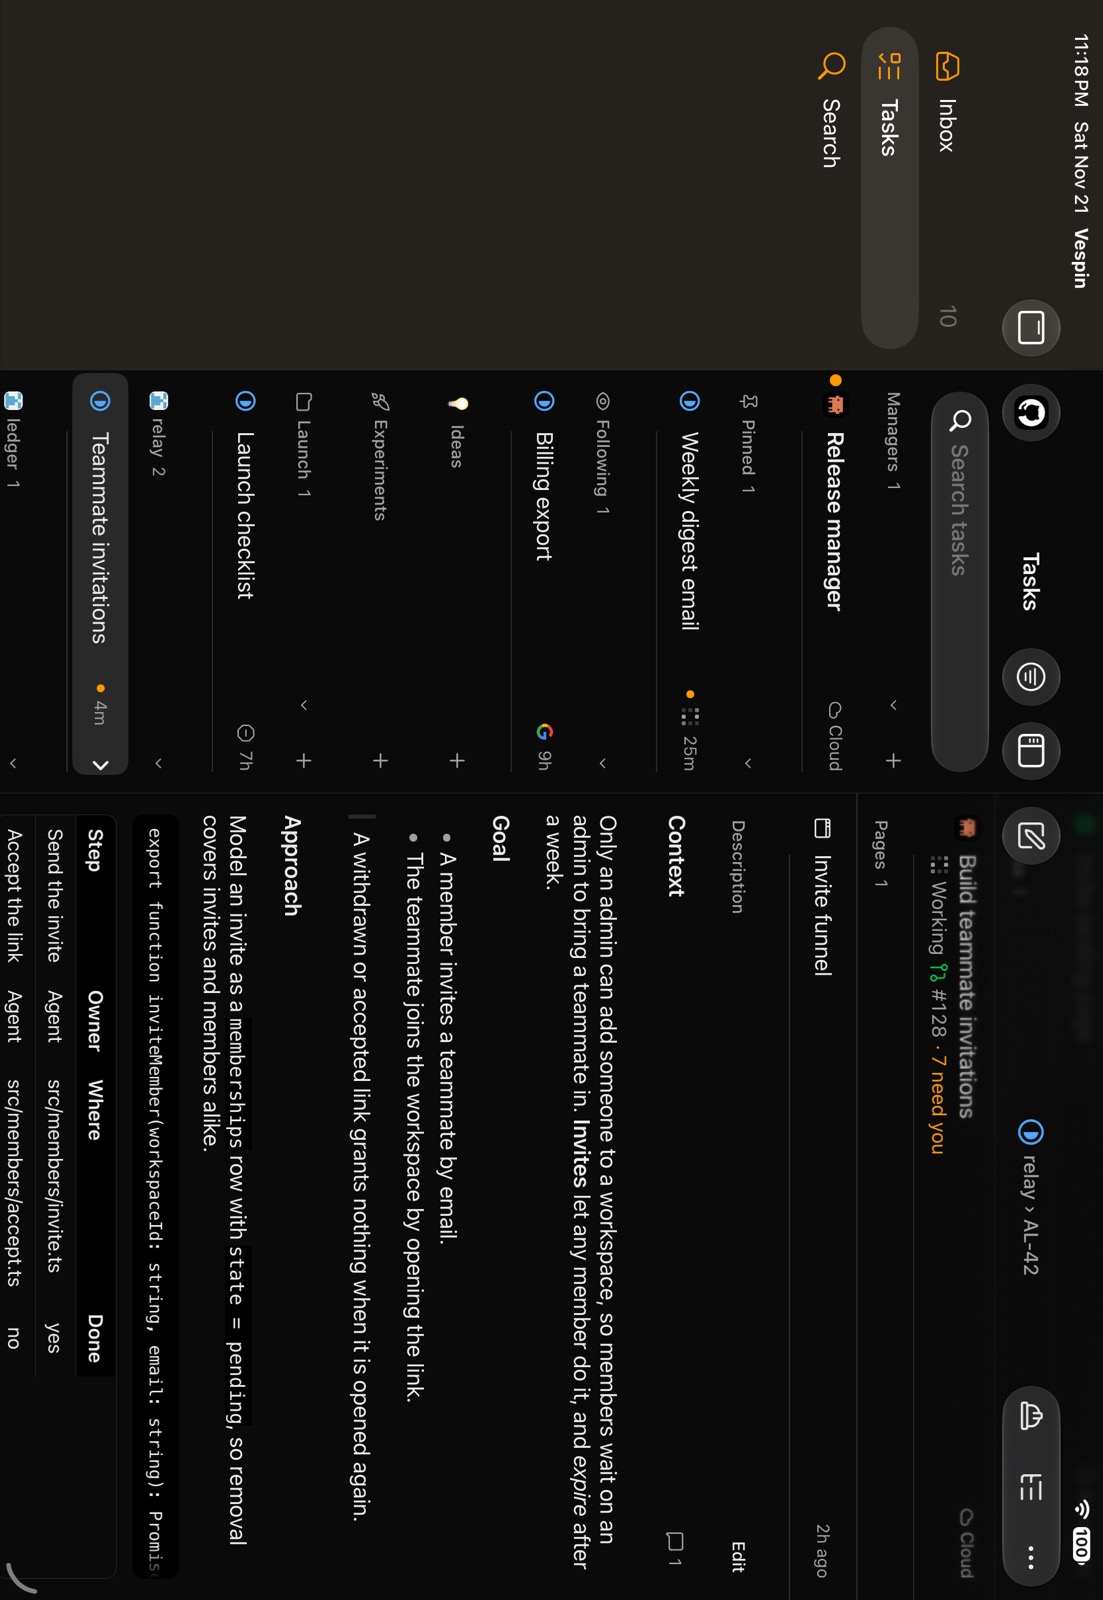 11:18 PM Sat Nov 21 Vespin
100
Inbox 10
Tasks
Search
Tasks
Search tasks
Managers 1
Release manager Cloud
Pinned 1
Weekly digest email 25m
Following 1
Billing export 9h
Ideas
Experiments
Launch 1
Launch checklist 7h
relay 2
Teammate invitations 4m
ledger 1
relay › AL-42
Build teammate invitations Cloud
Working #128 · 7 need you
Pages 1
Invite funnel 2h ago
Description Edit
Context 1
Only an admin can add someone to a workspace, so members wait on an
admin to bring a teammate in. Invites let any member do it, and expire after
a week.
Goal
• A member invites a teammate by email.
• The teammate joins the workspace by opening the link.
A withdrawn or accepted link grants nothing when it is opened again.
Approach
Model an invite as a memberships row with state = pending, so removal
covers invites and members alike.
export function inviteMember(workspaceId: string, email: string): Promis
Step Owner Where Done
Send the invite Agent src/members/invite.ts yes
Accept the link Agent src/members/accept.ts no